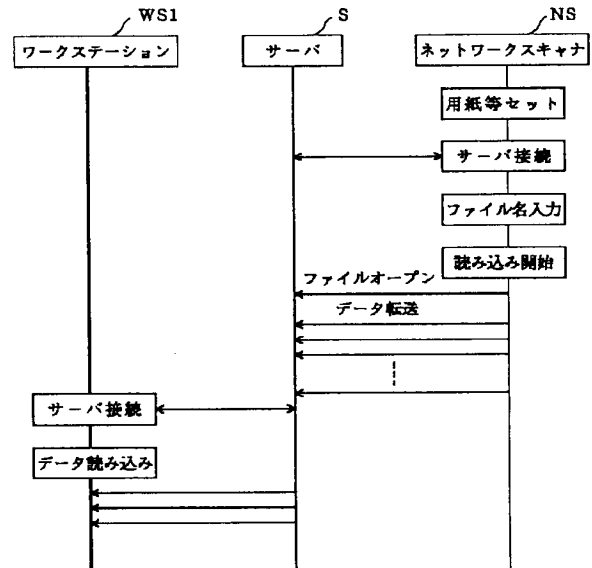 WS1
S
NS
ワークステーション
サーバ
ネットワークスキャナ
用紙等セット
サーバ接続
ファイル名入力
読み込み開始
ファイルオープン
データ転送
サーバ接続
データ読み込み